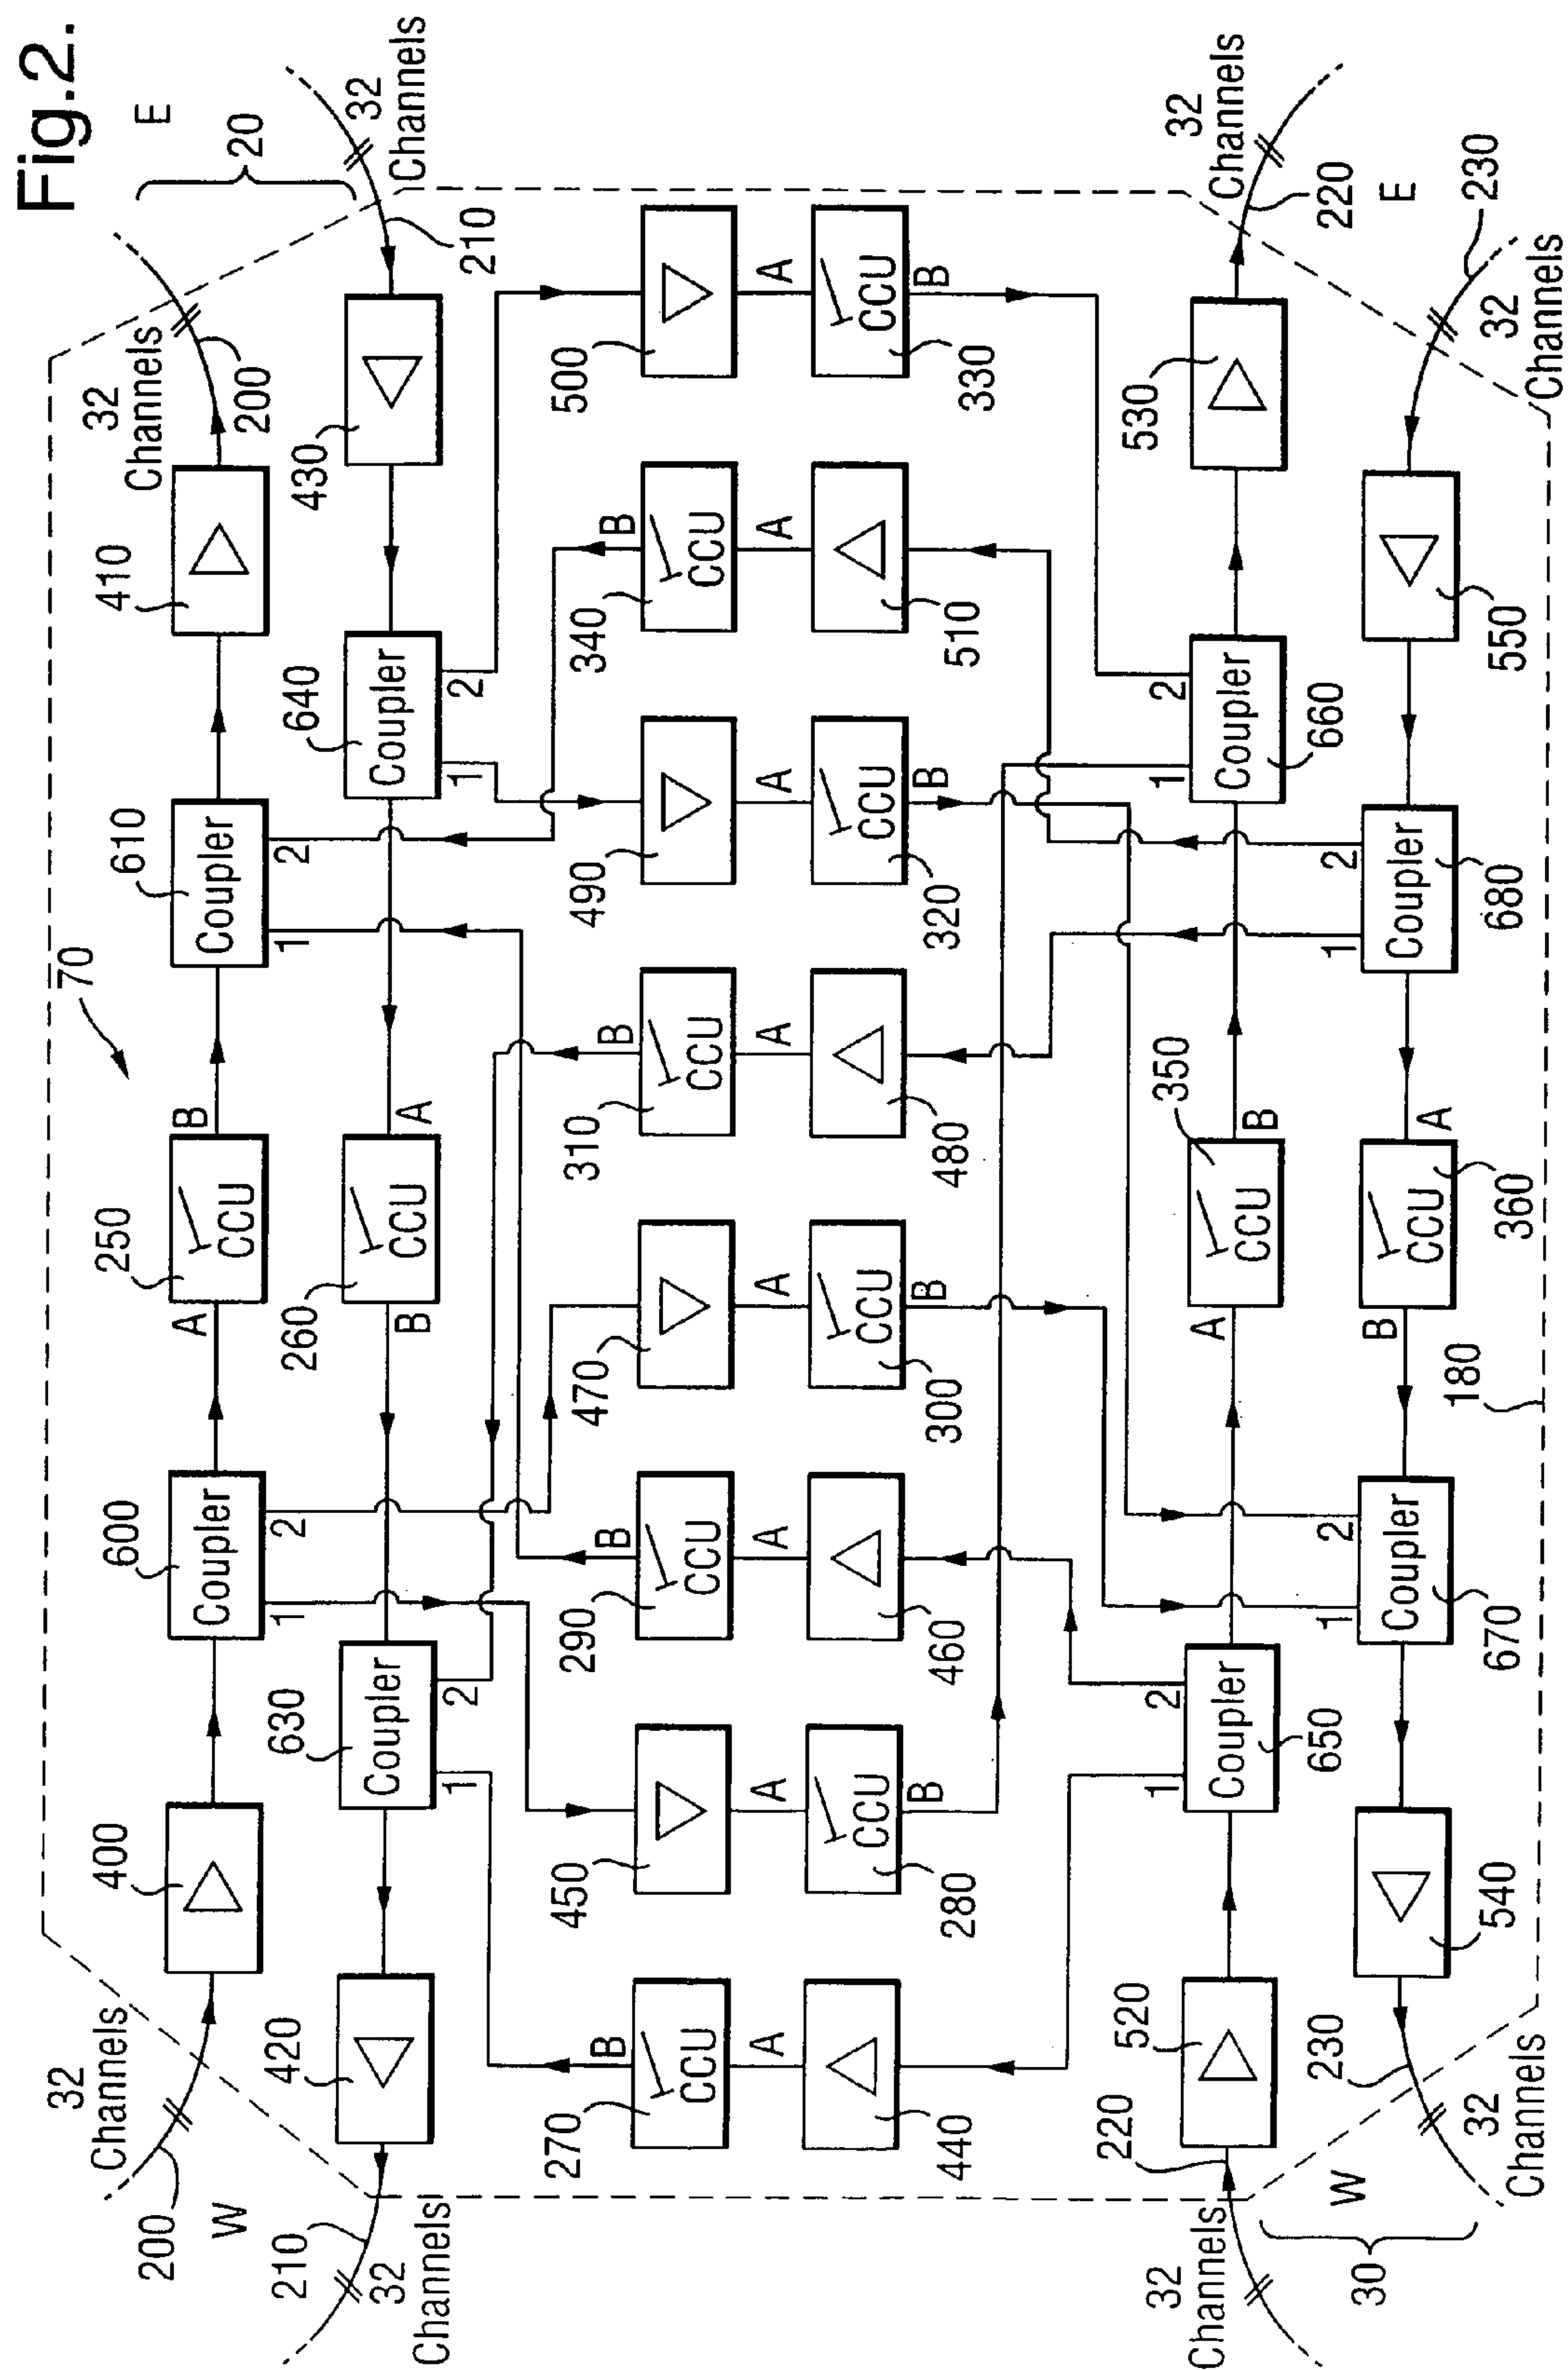 Fig.2.
70
200
W
32
Channels
400
600
Coupler
1
2
A
250
CCU
B
610
Coupler
1
2
410
32
Channels
200
E
20
210
32
Channels
420
630
Coupler
1
2
B
260
CCU
A
640
Coupler
1
2
430
210
32
Channels
270
CCU
B
A
440
450
A
280
CCU
B
290
CCU
B
A
460
470
A
300
CCU
B
310
CCU
B
A
480
490
A
320
CCU
B
340
CCU
B
A
510
500
A
330
CCU
B
32
Channels
220
520
650
Coupler
1
2
A
350
CCU
B
660
Coupler
1
2
530
220
32
Channels
E
30
W
230
32
Channels
540
670
Coupler
1
2
B
360
CCU
A
680
Coupler
1
2
550
230
32
Channels
180